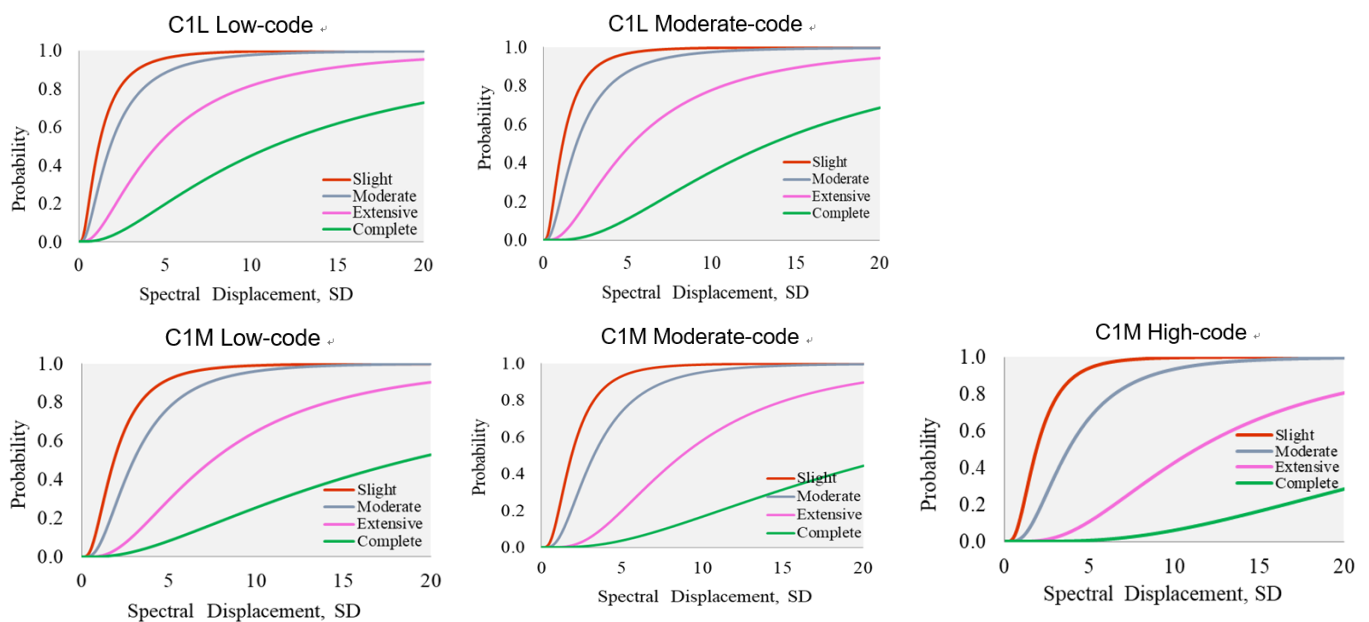 C1L Low-code
1.0
0.8
0.6
0.4
0.2
0.0
Probability
Slight
Moderate
Extensive
Complete
0 5 10 15 20
Spectral Displacement, SD
C1L Moderate-code
1.0
0.8
0.6
0.4
0.2
0.0
Probability
Slight
Moderate
Extensive
Complete
0 5 10 15 20
Spectral Displacement, SD
C1M Low-code
1.0
0.8
0.6
0.4
0.2
0.0
Probability
Slight
Moderate
Extensive
Complete
0 5 10 15 20
Spectral Displacement, SD
C1M Moderate-code
1.0
0.8
0.6
0.4
0.2
0.0
Probability
Slight
Moderate
Extensive
Complete
0 5 10 15 20
Spectral Displacement, SD
C1M High-code
1.0
0.8
0.6
0.4
0.2
0.0
Probability
Slight
Moderate
Extensive
Complete
0 5 10 15 20
Spectral Displacement, SD